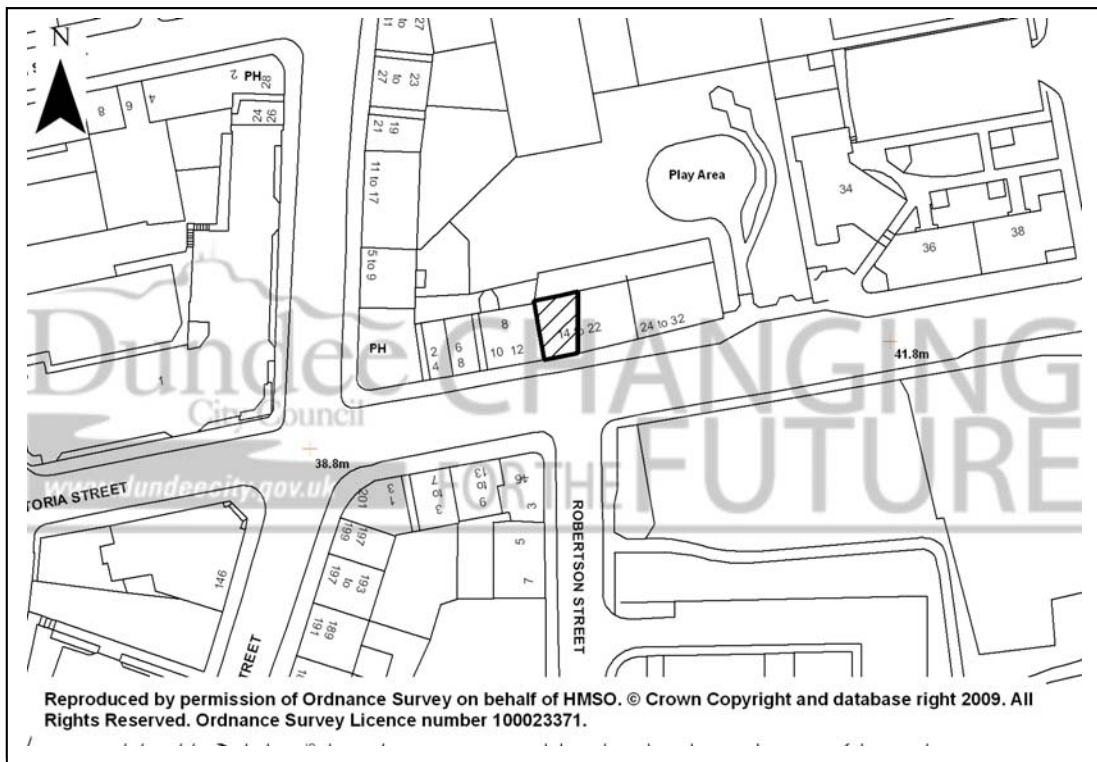 N
PH
2
28
4
6
8
24
26
11
to
27
23
to
27
19
21
11 to 17
5 to 9
PH
2
4
6
8
8
10 12
14 to 22
24 to 32
Play Area
34
36
38
41.8m
38.8m
1
Dundee
City Council
www.dundeecity.gov.uk
CHANGING
FOR THE FUTURE
TORIA STREET
TREET
ROBERTSON STREET
201
1
3
3
to
7
9
to
13
46
3
5
7
199
197
197
to
193
191
189
146
Reproduced by permission of Ordnance Survey on behalf of HMSO. © Crown Copyright and database right 2009. All
Rights Reserved. Ordnance Survey Licence number 100023371.